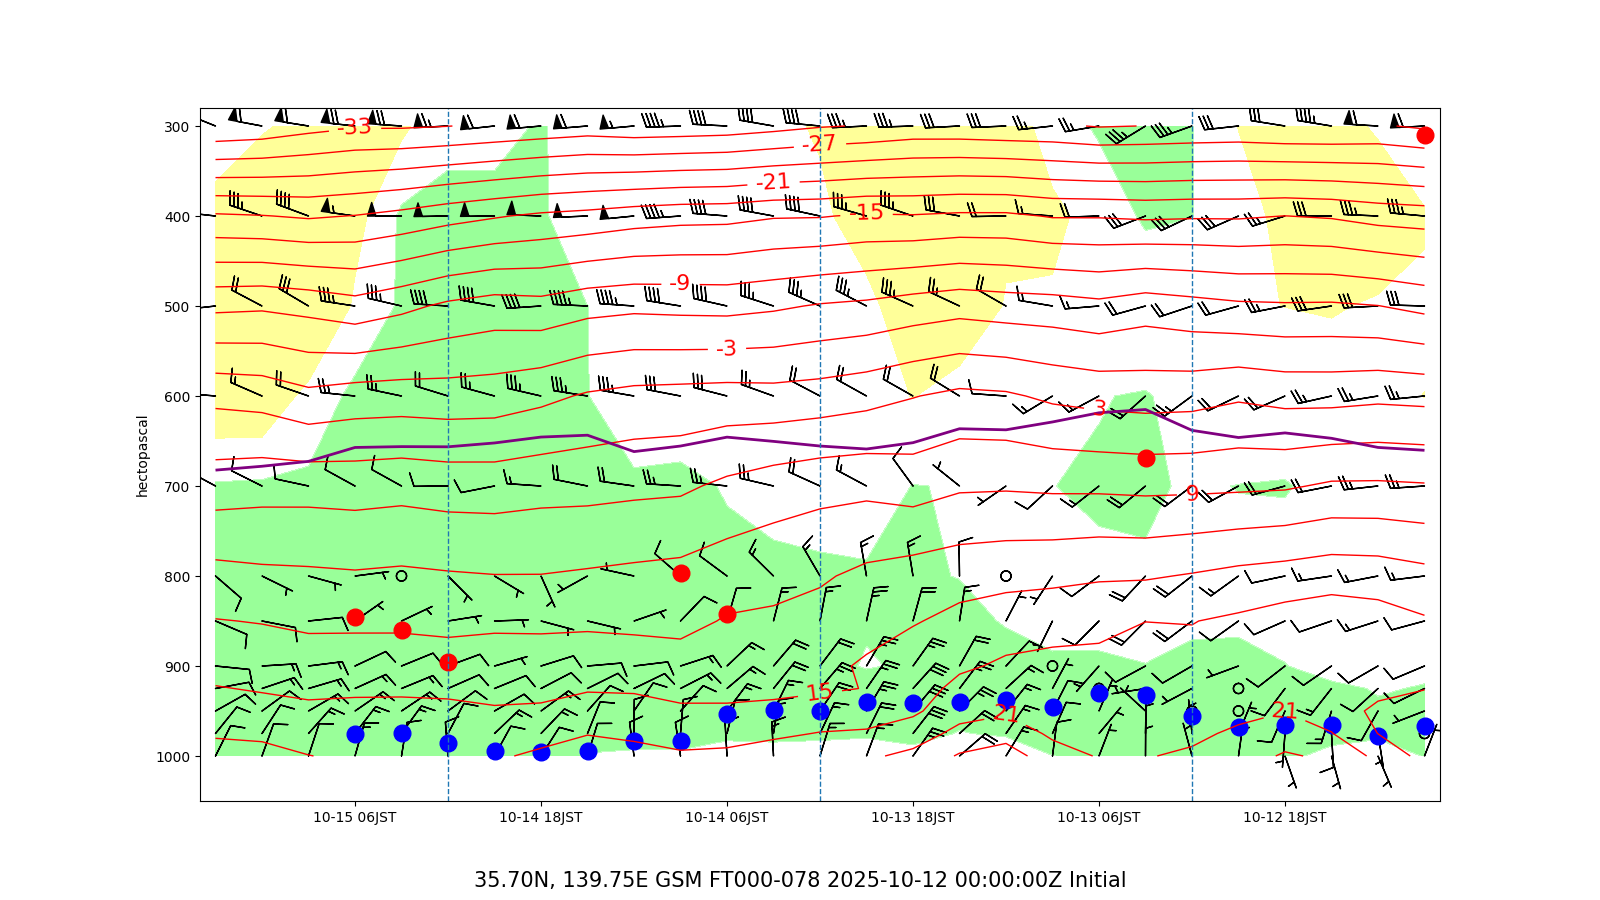 300
400
500
600
700
800
900
1000
hectopascal
-33
-27
-21
-15
-9
-3
3
9
15
21
21
10-15 06JST
10-14 18JST
10-14 06JST
10-13 18JST
10-13 06JST
10-12 18JST
35.70N, 139.75E GSM FT000-078 2025-10-12 00:00:00Z Initial